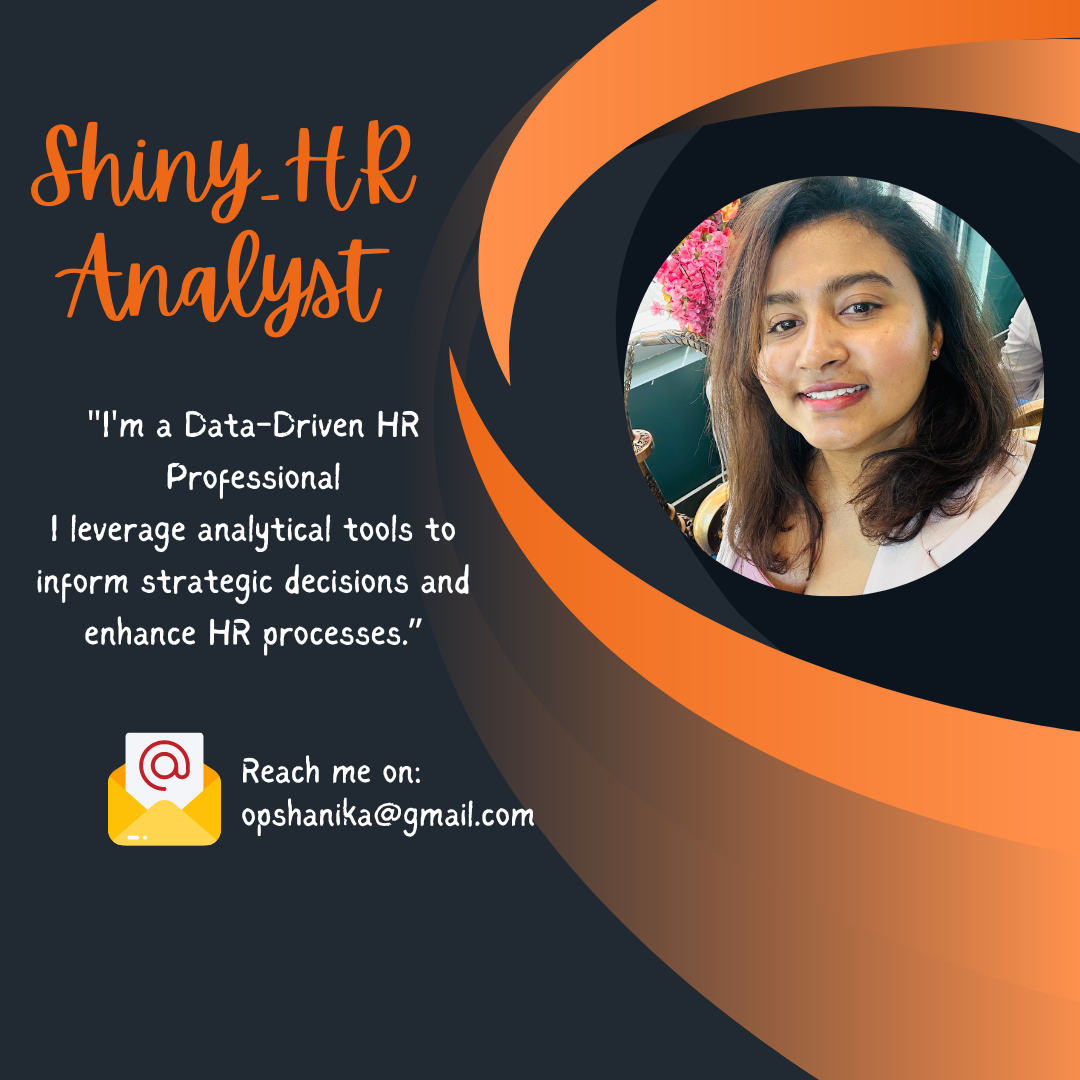 Shiny_HR
Analyst
"I'm a Data-Driven HR
Professional
I leverage analytical tools to
inform strategic decisions and
enhance HR processes.”
@
Reach me on:
opshanika@gmail.com